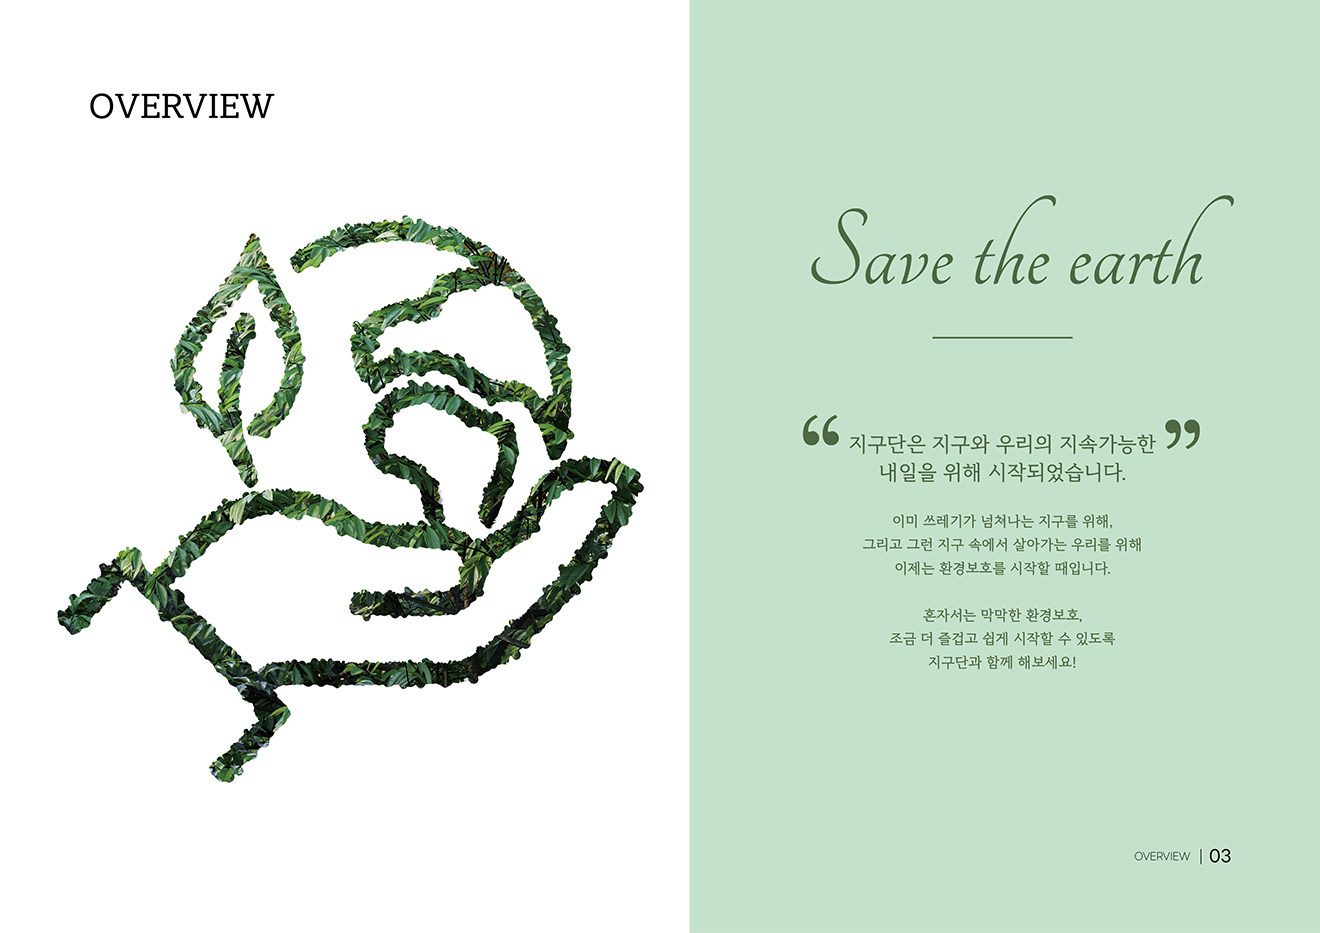 OVERVIEW
Save the earth
“ 지구단은 지구와 우리의 지속가능한 ”
내일을 위해 시작되었습니다.
이미 쓰레기가 넘쳐나는 지구를 위해,
그리고 그런 지구 속에서 살아가는 우리를 위해
이제는 환경보호를 시작할 때입니다.
혼자서는 막막한 환경보호,
조금 더 즐겁고 쉽게 시작할 수 있도록
지구단과 함께 해보세요!
OVERVIEW | 03